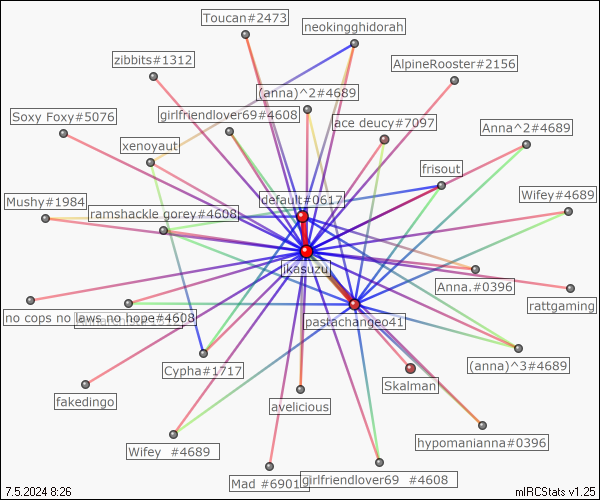 Toucan#2473
neokingghidorah
zibbits#1312
AlpineRooster#2156
(anna)^2#4689
Soxy Foxy#5076
girlfriendlover69#4608
ace deucy#7097
Anna^2#4689
xenoyaut
frisout
Mushy#1984
default#0617
Wifey#4689
ramshackle gorey#4608
ikasuzu
Anna.#0396
rattgaming
no cops no laws no hope#4608
pastachangeo41
Cypha#1717
(anna)^3#4689
Skalman
fakedingo
avelicious
hypomanianna#0396
Wifey #4689
Mad #6901
girlfriendlover69 #4608
7.5.2024 8:26
mIRCStats v1.25